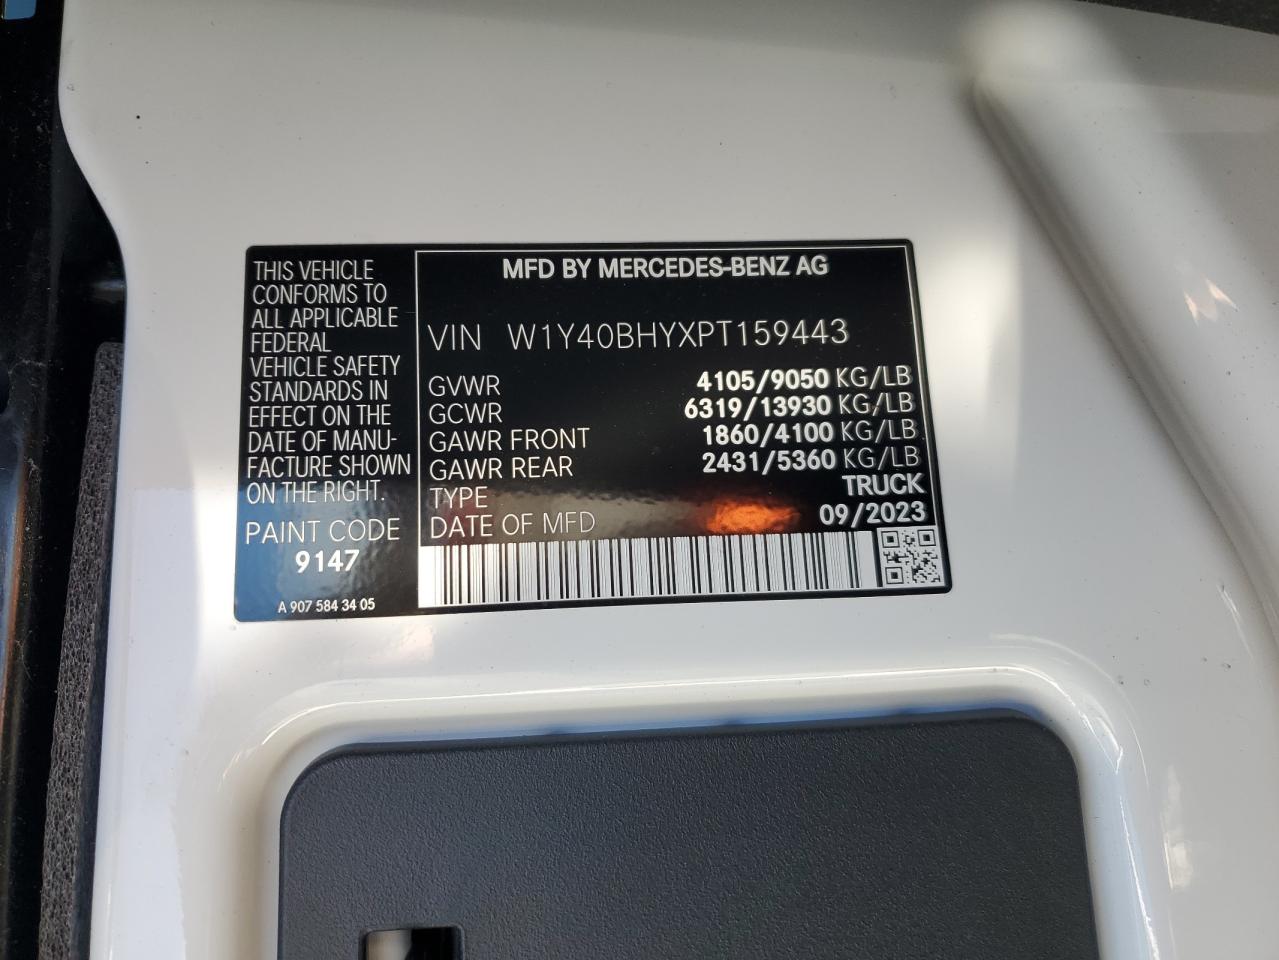 THIS VEHICLE
CONFORMS TO
ALL APPLICABLE
FEDERAL
VEHICLE SAFETY
STANDARDS IN
EFFECT ON THE
DATE OF MANU-
FACTURE SHOWN
ON THE RIGHT.
PAINT CODE
9147
A 907 584 34 05
MFD BY MERCEDES-BENZ AG
VIN W1Y40BHYXPT159443
GVWR 4105/9050 KG/LB
GCWR 6319/13930 KG/LB
GAWR FRONT 1860/4100 KG/LB
GAWR REAR 2431/5360 KG/LB
TYPE TRUCK
DATE OF MFD 09/2023